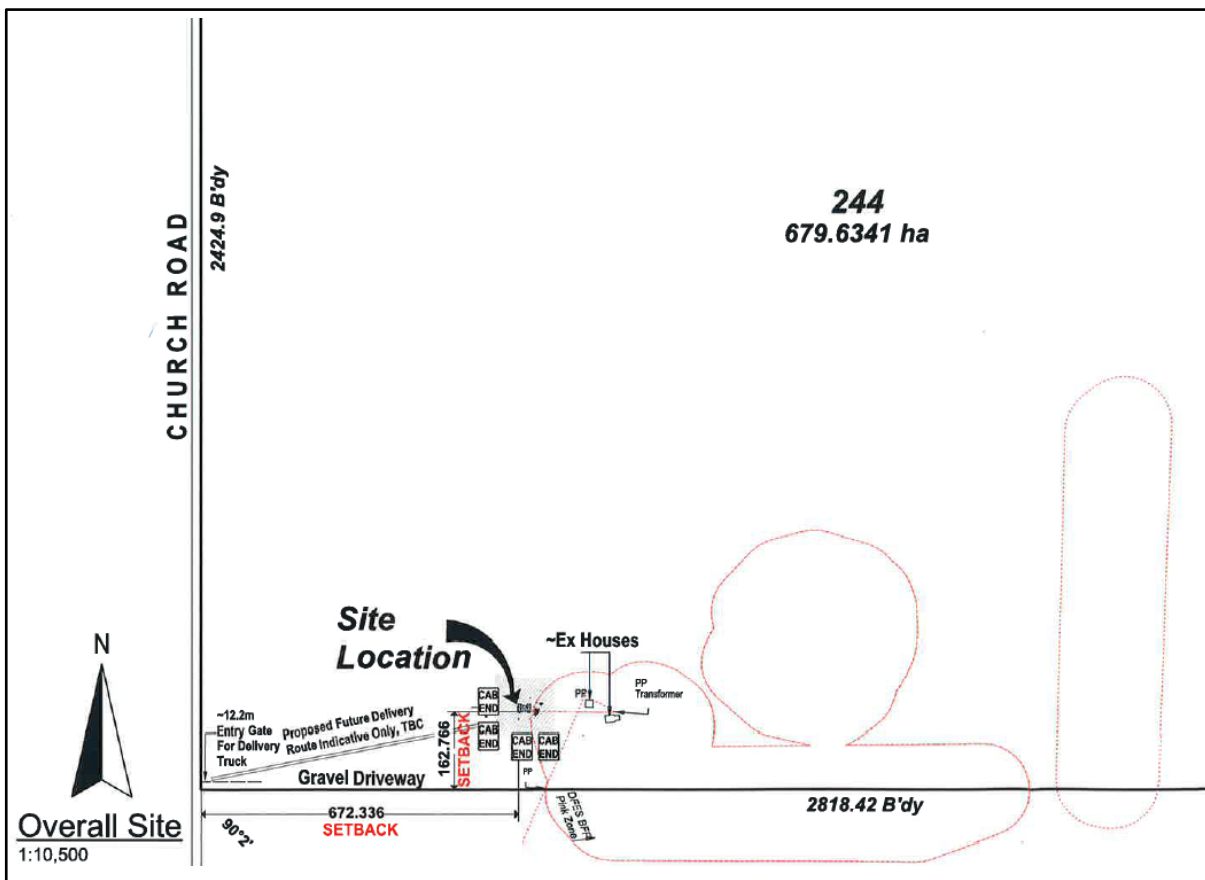 244
679.6341 ha
2424.9 B'dy
CHURCH ROAD
Site
Location
~Ex Houses
N
CAB
END
PP
PP
Transformer
~12.2m
Entry Gate
For Delivery
Truck
Proposed Future Delivery
Route Indicative Only, TBC
CAB
END
CAB
END
CAB
END
162.766
SETBACK
Gravel Driveway
PP
DFES BFP
Pink Zone
672.336
SETBACK
2818.42 B'dy
90°2'
Overall Site
1:10,500